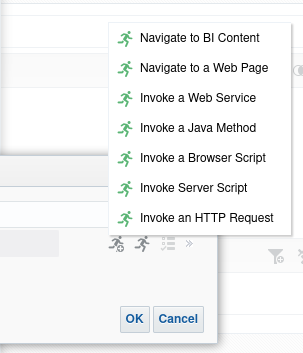 Navigate to BI Content
Navigate to a Web Page
Invoke a Web Service
Invoke a Java Method
Invoke a Browser Script
Invoke Server Script
Invoke an HTTP Request
»
OK
Cancel